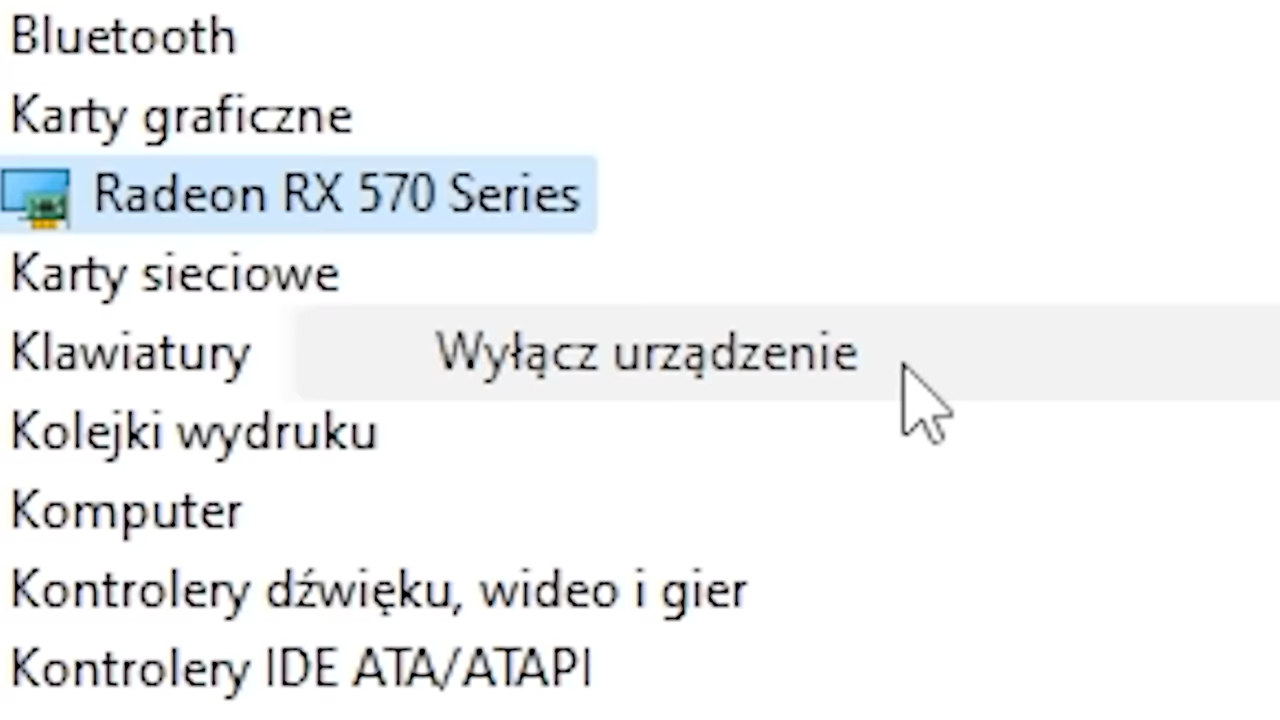 Bluetooth
Karty graficzne
Radeon RX 570 Series
Karty sieciowe
Klawiatury
Wyłącz urządzenie
Kolejki wydruku
Komputer
Kontrolery dźwięku, wideo i gier
Kontrolery IDE ATA/ATAPI